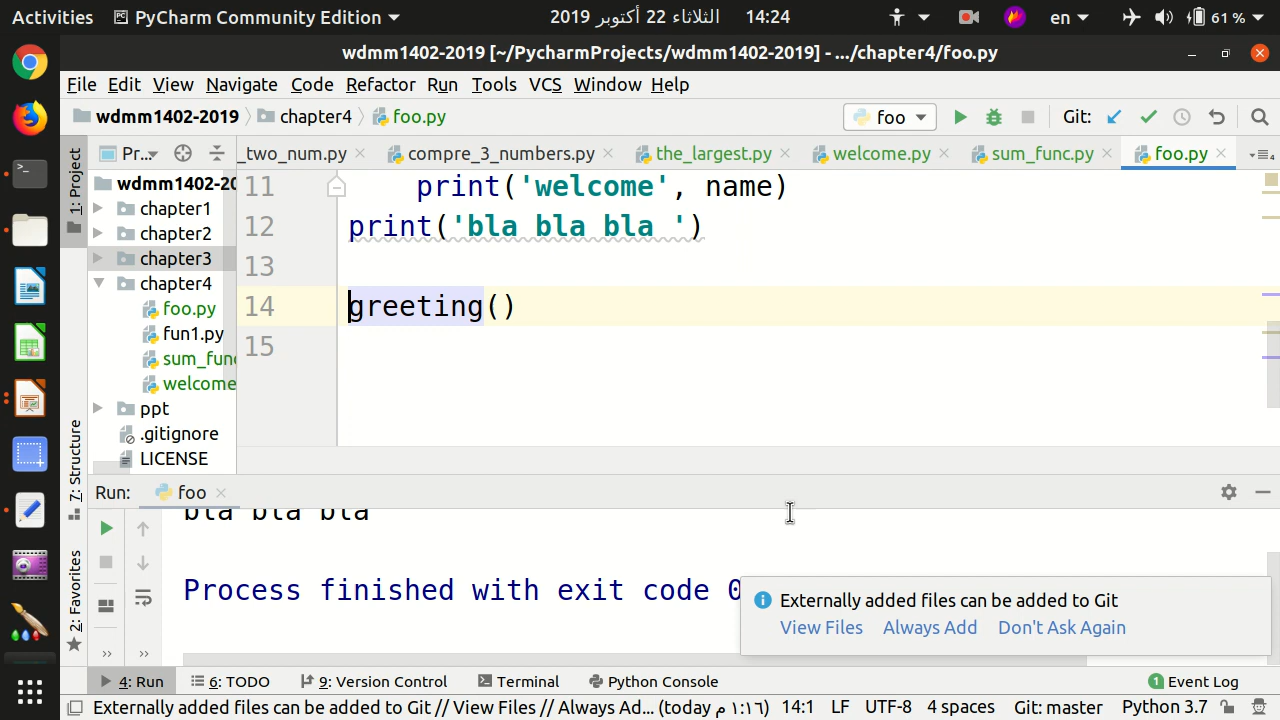 Activities PyCharm Community Edition الثلاثاء 22 أكتوبر 2019 14:24 en 61 %
wdmm1402-2019 [~/PycharmProjects/wdmm1402-2019] - .../chapter4/foo.py
File Edit View Navigate Code Refactor Run Tools VCS Window Help
wdmm1402-2019 chapter4 foo.py foo Git:
1: Project
Pr... _two_num.py compre_3_numbers.py the_largest.py welcome.py sum_func.py foo.py
wdmm1402-20
chapter1
chapter2
chapter3
chapter4
foo.py
fun1.py
sum_fun
welcome
ppt
.gitignore
LICENSE
11 print('welcome', name)
12 print('bla bla bla ')
13
14 greeting()
15
7: Structure
2: Favorites
Run: foo
bla bla bla
Process finished with exit code 0
Externally added files can be added to Git
View Files Always Add Don't Ask Again
4: Run 6: TODO 9: Version Control Terminal Python Console 1 Event Log
Externally added files can be added to Git // View Files // Always Ad... (today م ١:١٦) 14:1 LF UTF-8 4 spaces Git: master Python 3.7